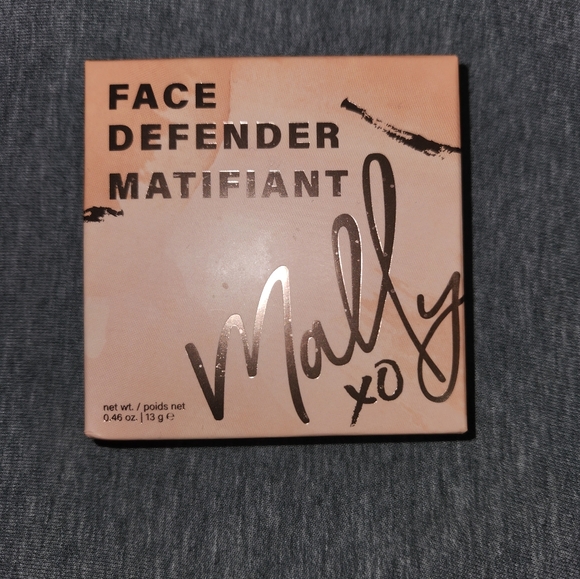 FACE
DEFENDER
MATIFIANT
Mally
xo
net wt. / poids net
0.46 oz. | 13 g ℮